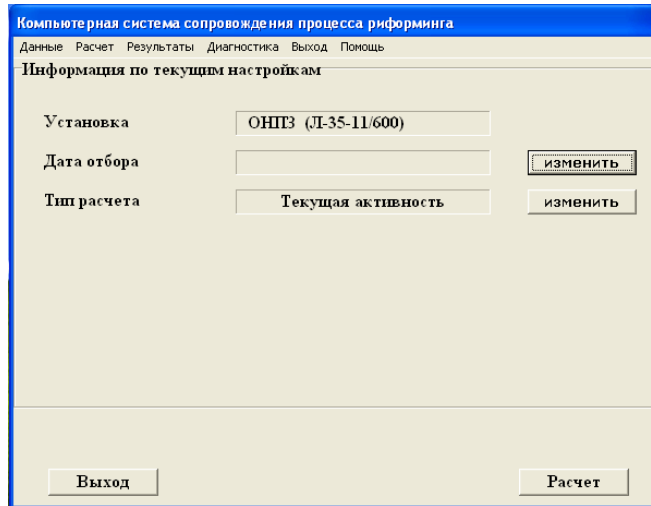 Компьютерная система сопровождения процесса риформинга
Данные Расчет Результаты Диагностика Выход Помощь
Информация по текущим настройкам
Установка ОНПЗ (Л-35-11/600)
Дата отбора изменить
Тип расчета Текущая активность изменить
Выход Расчет